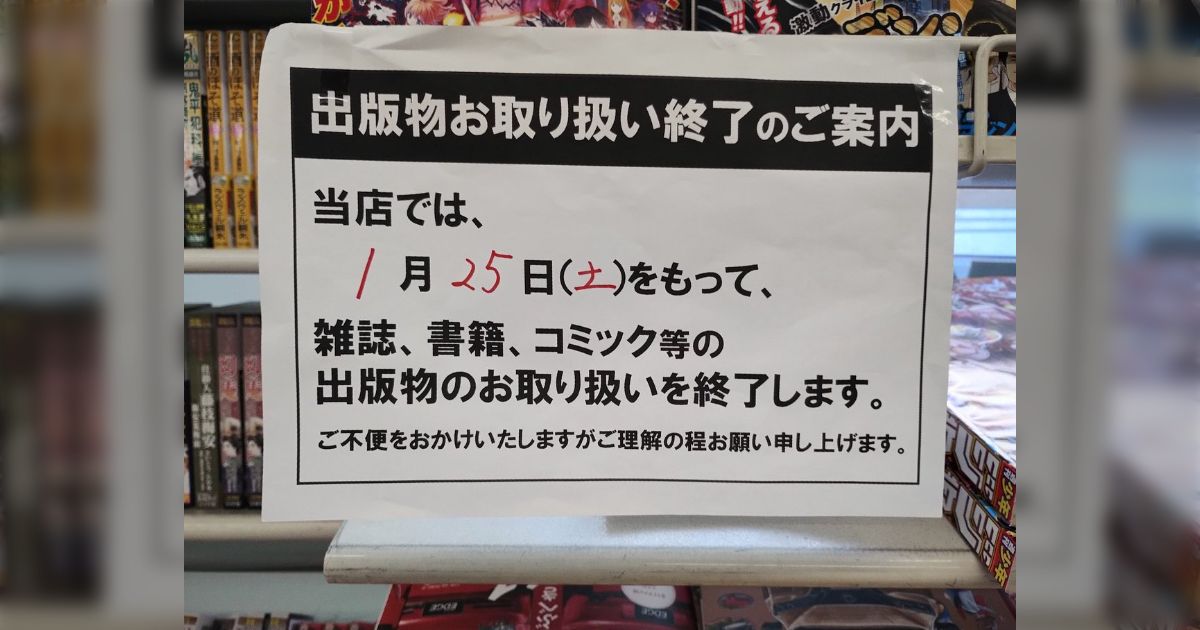 出版物お取り扱い終了のご案内
当店では、
1月25日(土)をもって、
雑誌、書籍、コミック等の
出版物のお取り扱いを終了します。
ご不便をおかけいたしますがご理解の程お願い申し上げます。
激動
EDGE
EDGE